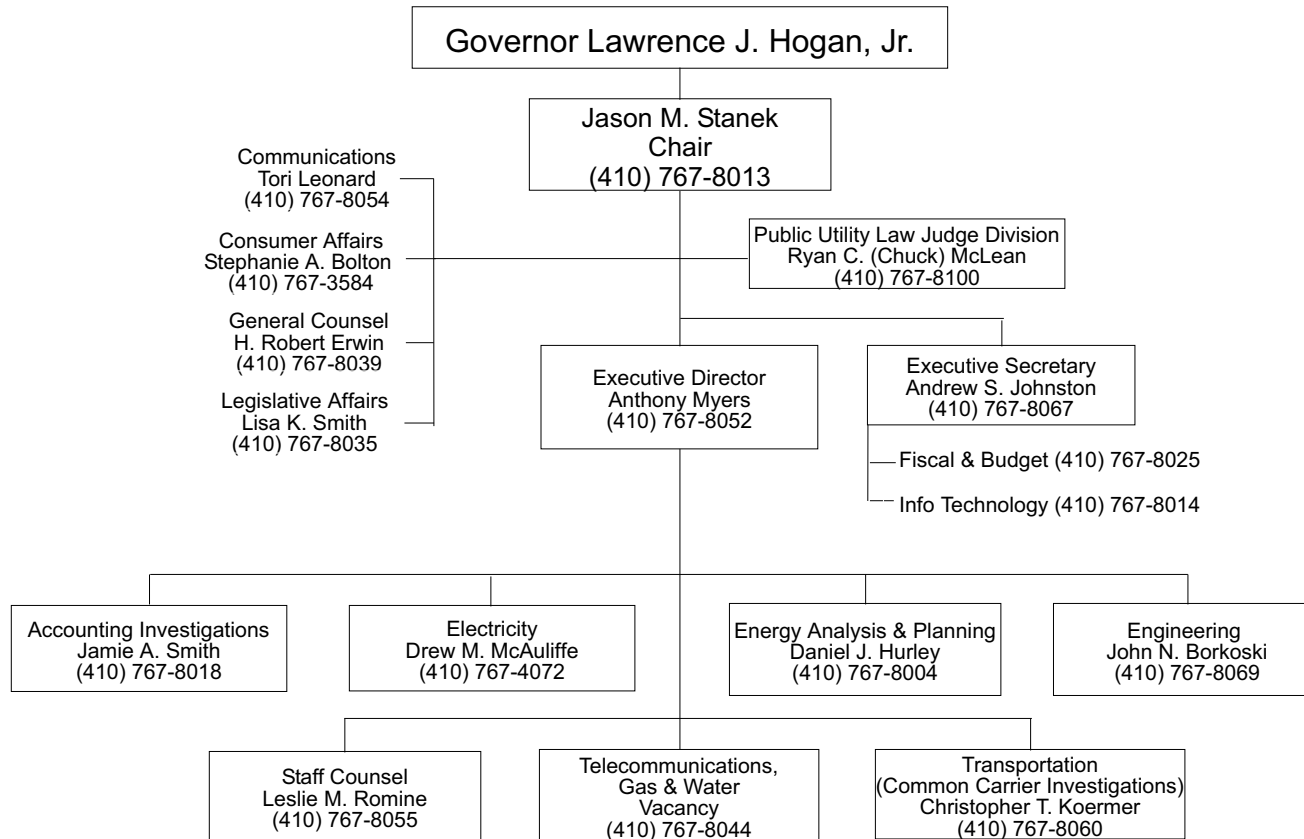 Governor Lawrence J. Hogan, Jr.
Jason M. Stanek
Chair
(410) 767-8013
Communications
Tori Leonard
(410) 767-8054
Consumer Affairs
Stephanie A. Bolton
(410) 767-3584
General Counsel
H. Robert Erwin
(410) 767-8039
Legislative Affairs
Lisa K. Smith
(410) 767-8035
Public Utility Law Judge Division
Ryan C. (Chuck) McLean
(410) 767-8100
Executive Director
Anthony Myers
(410) 767-8052
Executive Secretary
Andrew S. Johnston
(410) 767-8067
Fiscal & Budget (410) 767-8025
Info Technology (410) 767-8014
Accounting Investigations
Jamie A. Smith
(410) 767-8018
Electricity
Drew M. McAuliffe
(410) 767-4072
Energy Analysis & Planning
Daniel J. Hurley
(410) 767-8004
Engineering
John N. Borkoski
(410) 767-8069
Staff Counsel
Leslie M. Romine
(410) 767-8055
Telecommunications,
Gas & Water
Vacancy
(410) 767-8044
Transportation
(Common Carrier Investigations)
Christopher T. Koermer
(410) 767-8060